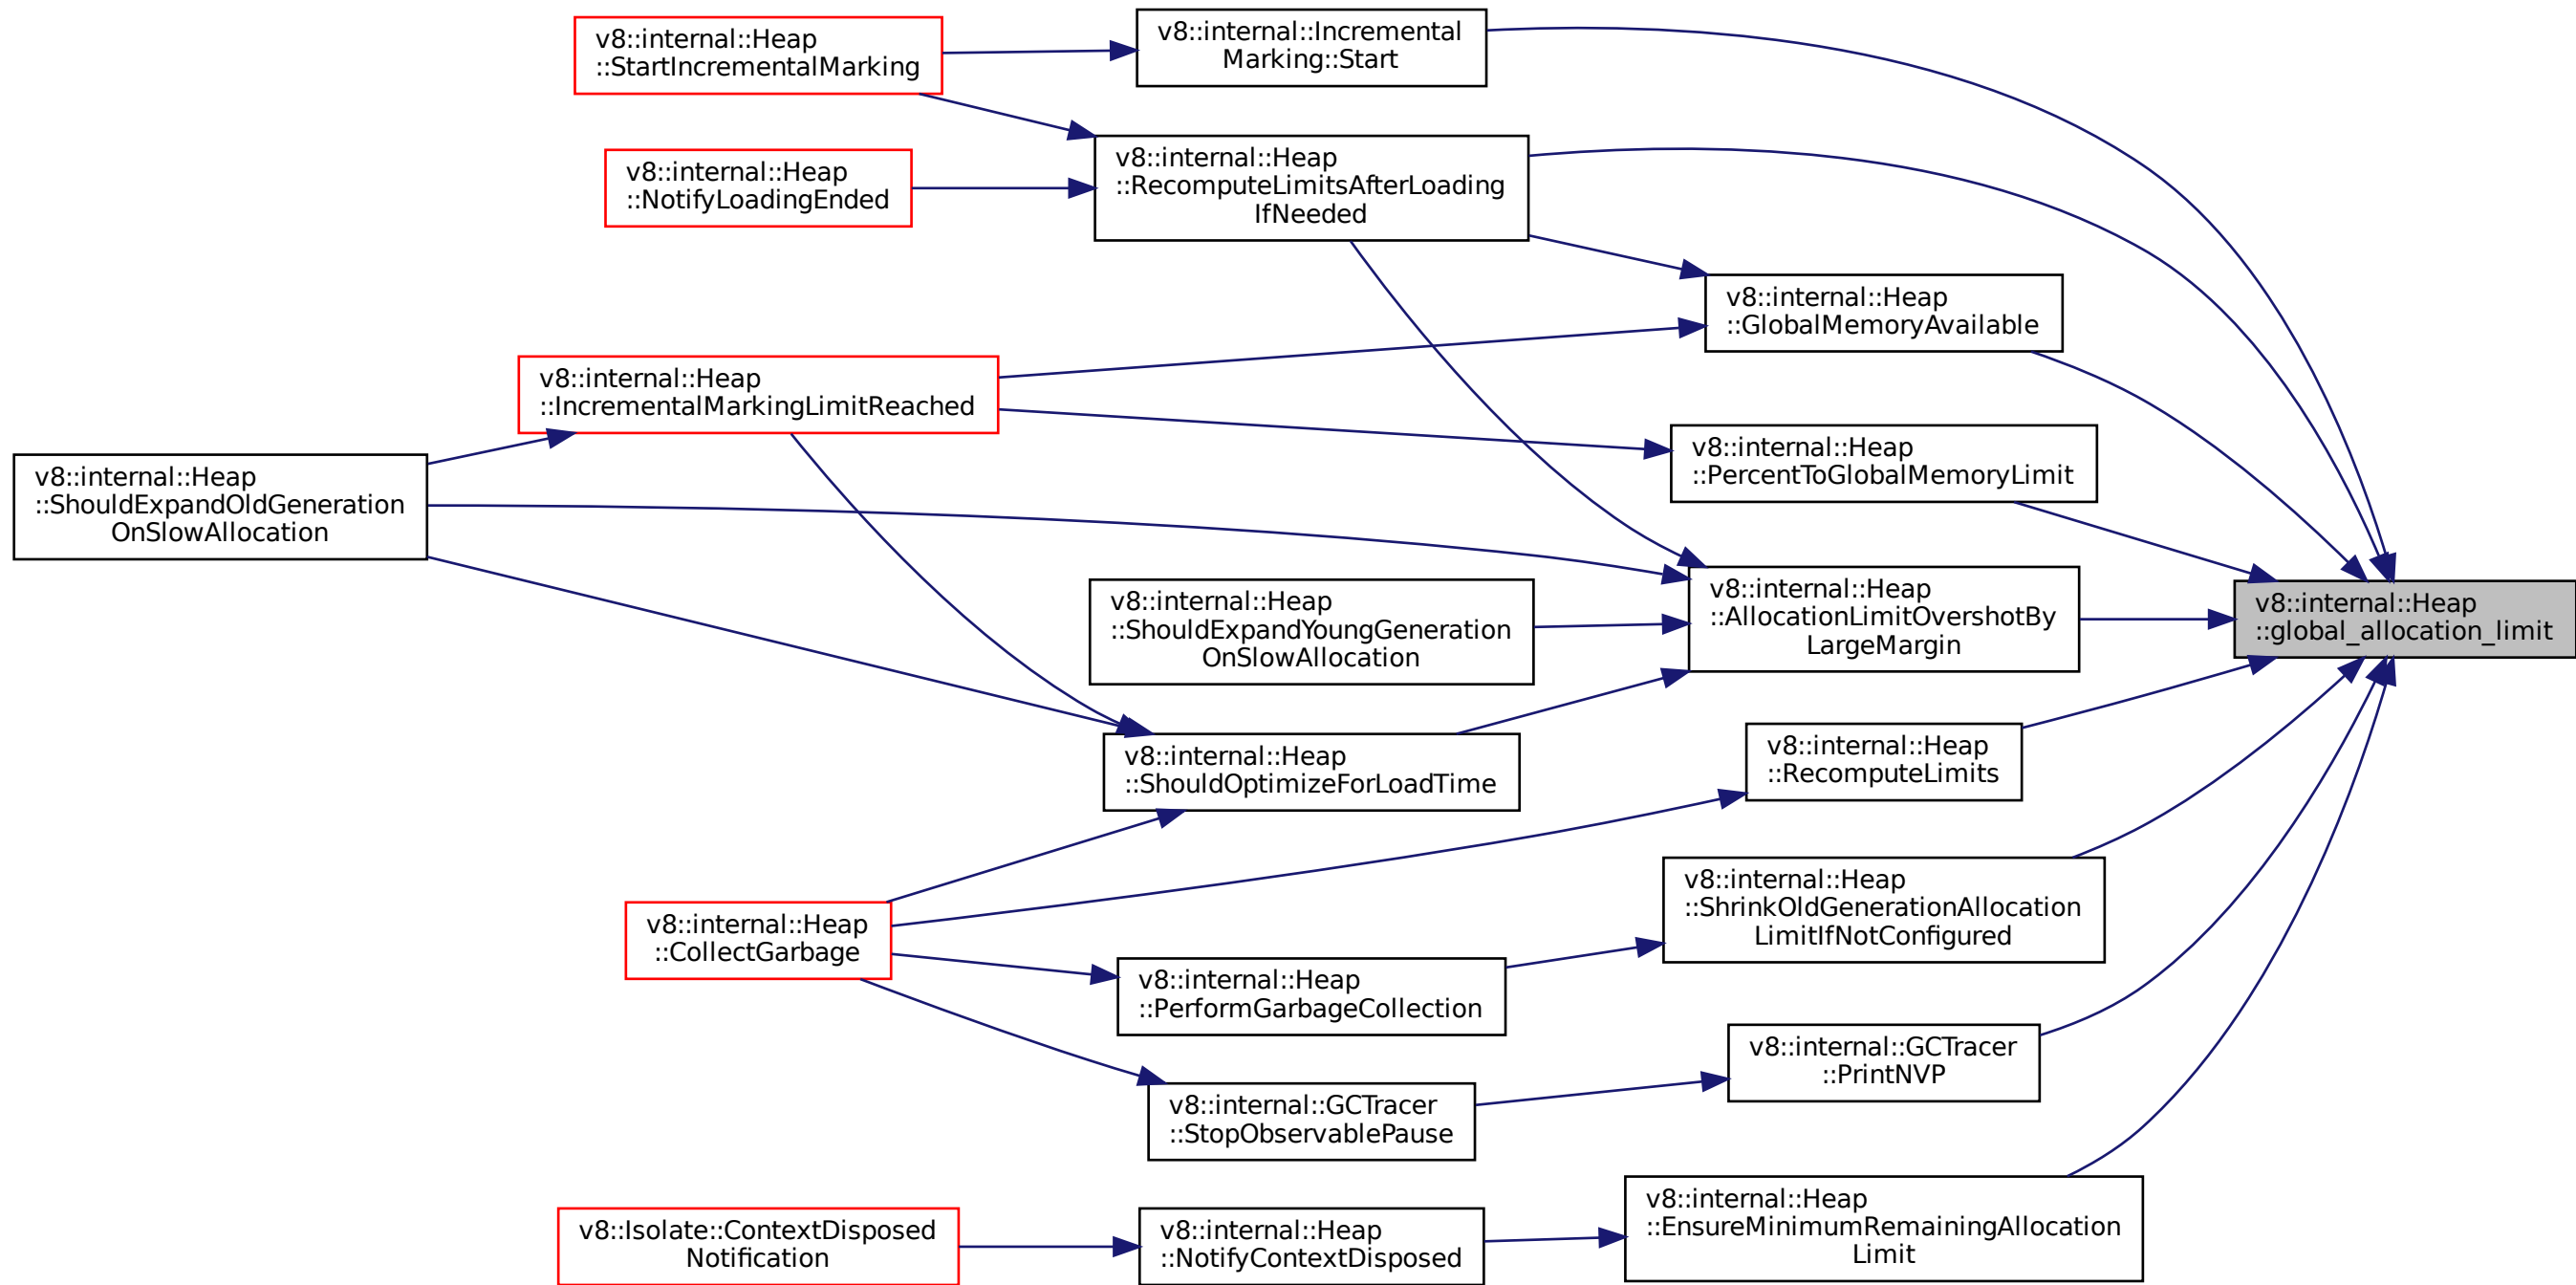 v8::internal::Heap
::StartIncrementalMarking
v8::internal::Incremental
Marking::Start
v8::internal::Heap
::NotifyLoadingEnded
v8::internal::Heap
::RecomputeLimitsAfterLoading
IfNeeded
v8::internal::Heap
::GlobalMemoryAvailable
v8::internal::Heap
::IncrementalMarkingLimitReached
v8::internal::Heap
::PercentToGlobalMemoryLimit
v8::internal::Heap
::ShouldExpandOldGeneration
OnSlowAllocation
v8::internal::Heap
::ShouldExpandYoungGeneration
OnSlowAllocation
v8::internal::Heap
::AllocationLimitOvershotBy
LargeMargin
v8::internal::Heap
::global_allocation_limit
v8::internal::Heap
::ShouldOptimizeForLoadTime
v8::internal::Heap
::RecomputeLimits
v8::internal::Heap
::CollectGarbage
v8::internal::Heap
::ShrinkOldGenerationAllocation
LimitIfNotConfigured
v8::internal::Heap
::PerformGarbageCollection
v8::internal::GCTracer
::PrintNVP
v8::internal::GCTracer
::StopObservablePause
v8::Isolate::ContextDisposed
Notification
v8::internal::Heap
::NotifyContextDisposed
v8::internal::Heap
::EnsureMinimumRemainingAllocation
Limit